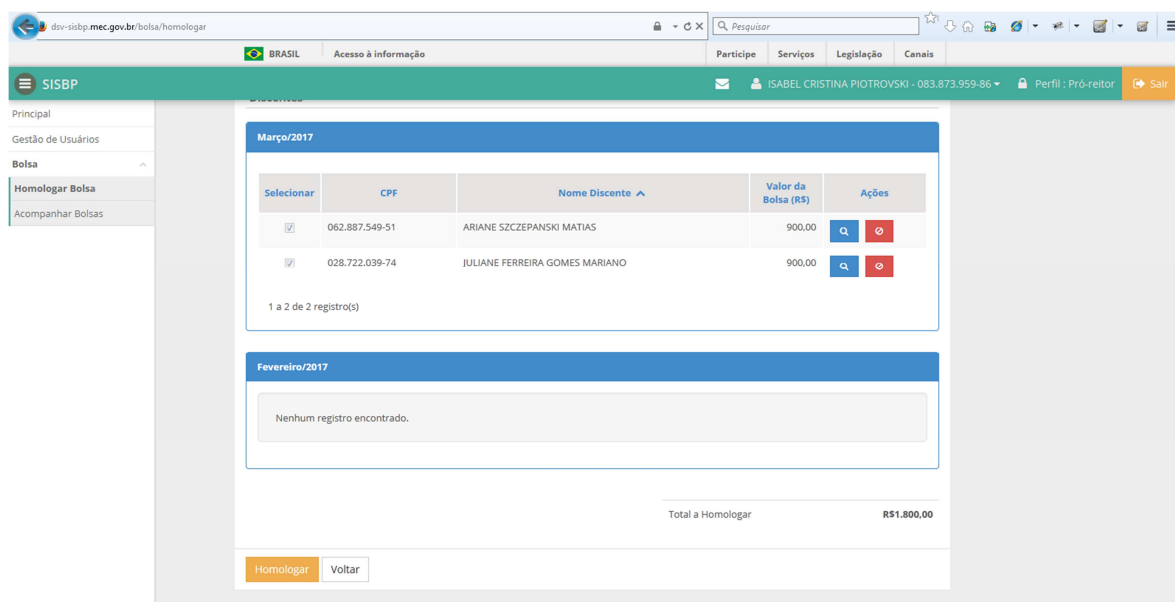 dsv-sisbp.mec.gov.br/bolsa/homologar
Pesquisar
BRASIL
Acesso à informação
Participe
Serviços
Legislação
Canais
SISBP
ISABEL CRISTINA PIOTROVSKI - 083.873.959-86
Perfil : Pró-reitor
Sair
Principal
Gestão de Usuários
Bolsa
Homologar Bolsa
Acompanhar Bolsas
Março/2017
Selecionar CPF Nome Discente Valor da Bolsa (R$) Ações
062.887.549-51 ARIANE SZCZEPANSKI MATIAS 900,00
028.722.039-74 JULIANE FERREIRA GOMES MARIANO 900,00
1 a 2 de 2 registro(s)
Fevereiro/2017
Nenhum registro encontrado.
Total a Homologar R$1.800,00
Homologar Voltar